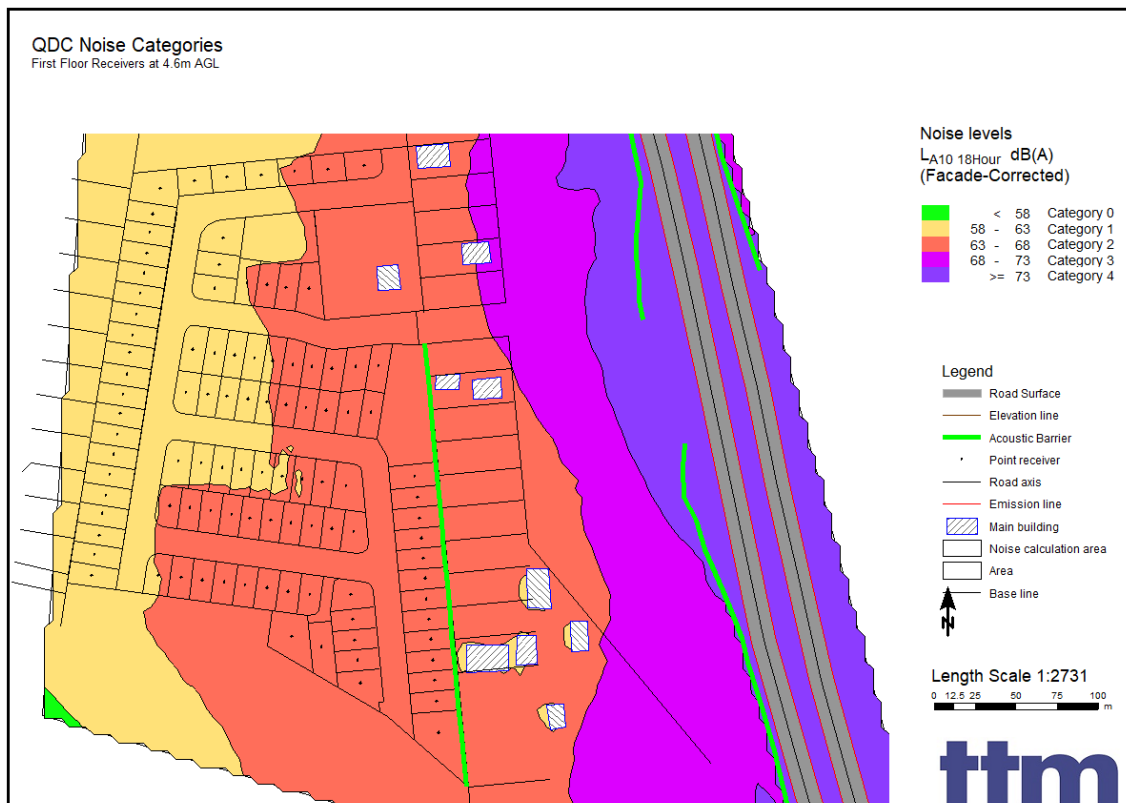 QDC Noise Categories
First Floor Receivers at 4.6m AGL
Noise levels
LA10 18Hour dB(A)
(Facade-Corrected)
< 58 Category 0
58 - 63 Category 1
63 - 68 Category 2
68 - 73 Category 3
>= 73 Category 4
Legend
Road Surface
Elevation line
Acoustic Barrier
Point receiver
Road axis
Emission line
Main building
Noise calculation area
Area
Base line
N
Length Scale 1:2731
0 12.5 25 50 75 100
m
ttm